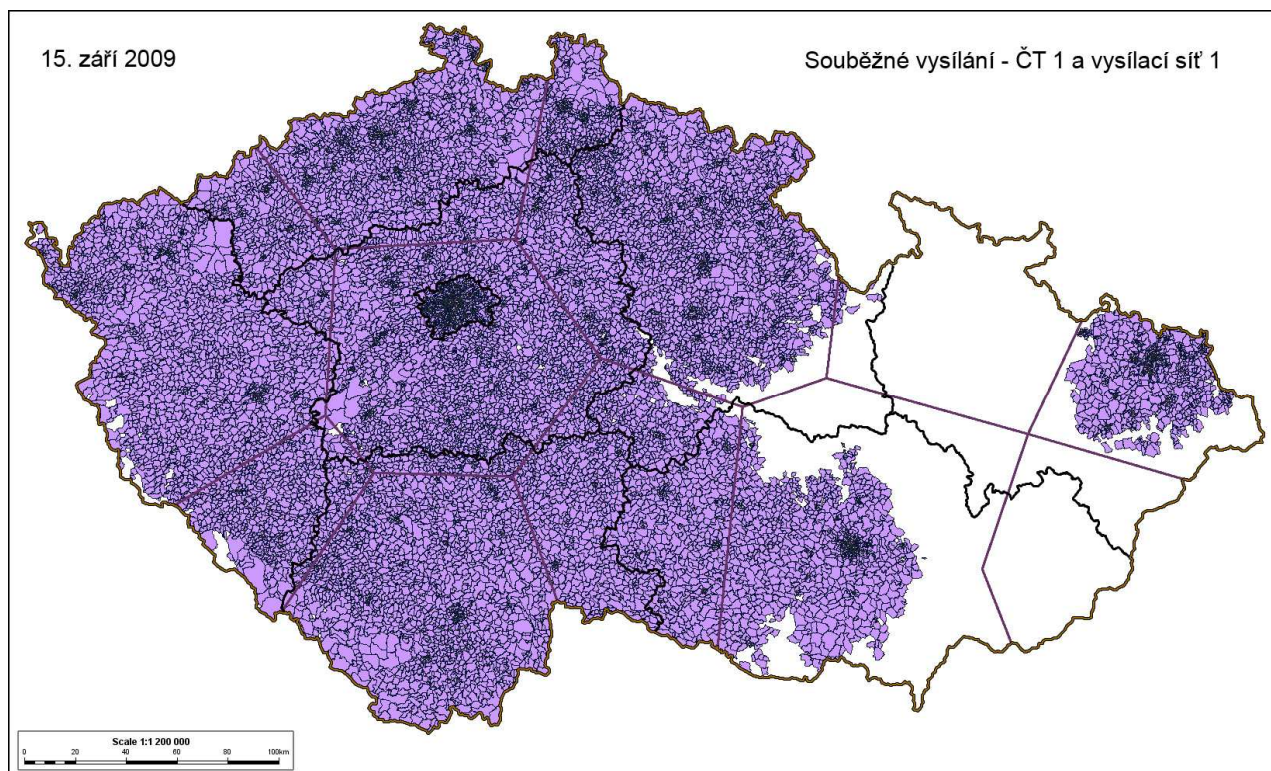 15. září 2009
Souběžné vysílání - ČT 1 a vysílací síť 1
Scale 1:1 200 000
0 20 40 60 80 100km